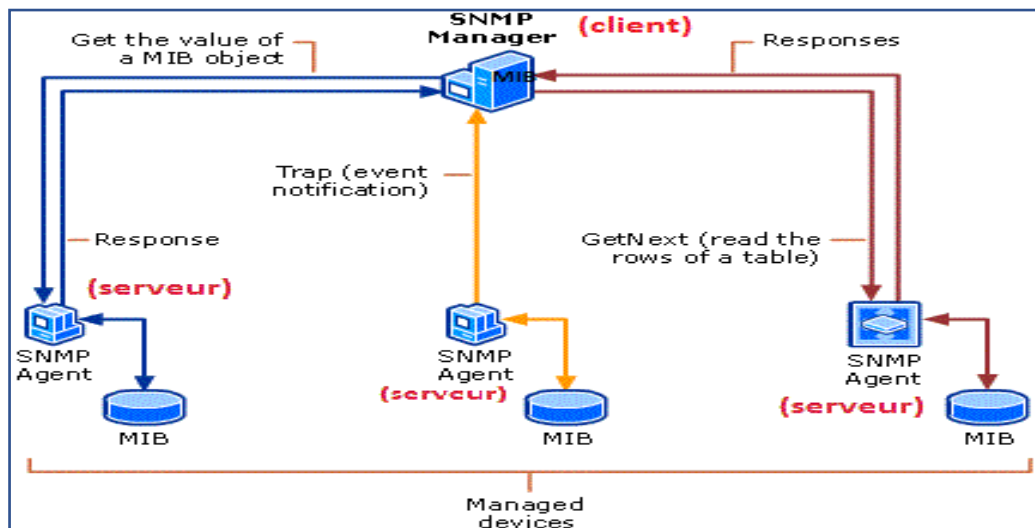 SNMP
Manager
(client)
Get the value of
a MIB object
Responses
MIB
Trap (event
notification)
Response
GetNext (read the
rows of a table)
(serveur)
SNMP
Agent
MIB
SNMP
Agent
(serveur)
MIB
SNMP
Agent
(serveur)
MIB
Managed
devices